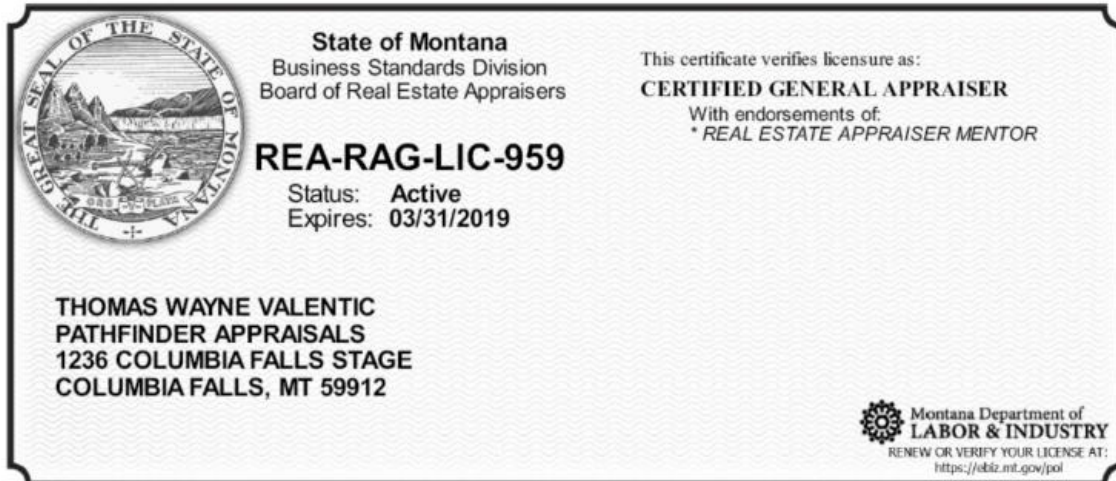 THE GREAT SEAL OF THE STATE OF MONTANA
ORO Y PLATA
State of Montana
Business Standards Division
Board of Real Estate Appraisers
REA-RAG-LIC-959
Status: Active
Expires: 03/31/2019
This certificate verifies licensure as:
CERTIFIED GENERAL APPRAISER
With endorsements of:
* REAL ESTATE APPRAISER MENTOR
THOMAS WAYNE VALENTIC
PATHFINDER APPRAISALS
1236 COLUMBIA FALLS STAGE
COLUMBIA FALLS, MT 59912
Montana Department of
LABOR & INDUSTRY
RENEW OR VERIFY YOUR LICENSE AT:
https://ebiz.mt.gov/pol